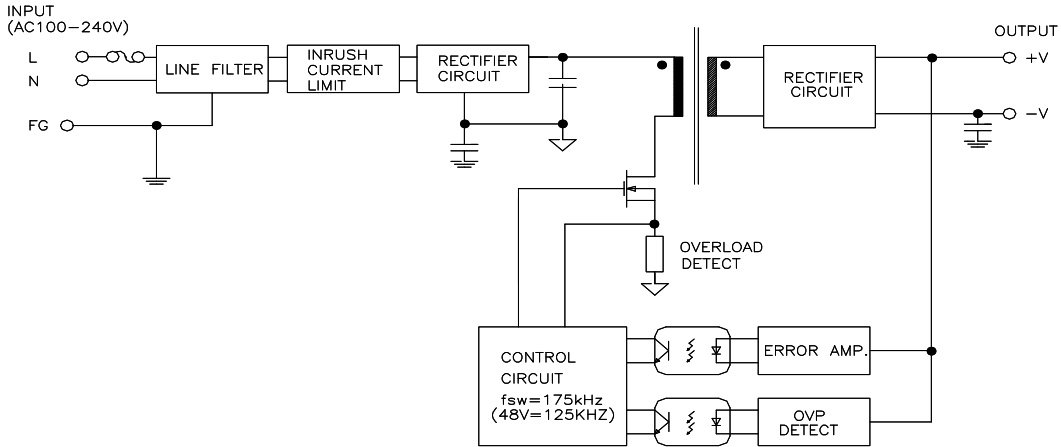 INPUT
(AC100-240V)
L
N
FG
LINE FILTER
INRUSH
CURRENT
LIMIT
RECTIFIER
CIRCUIT
RECTIFIER
CIRCUIT
OUTPUT
+V
-V
OVERLOAD
DETECT
CONTROL
CIRCUIT
fsw=175kHz
(48V=125KHZ)
ERROR AMP.
OVP
DETECT